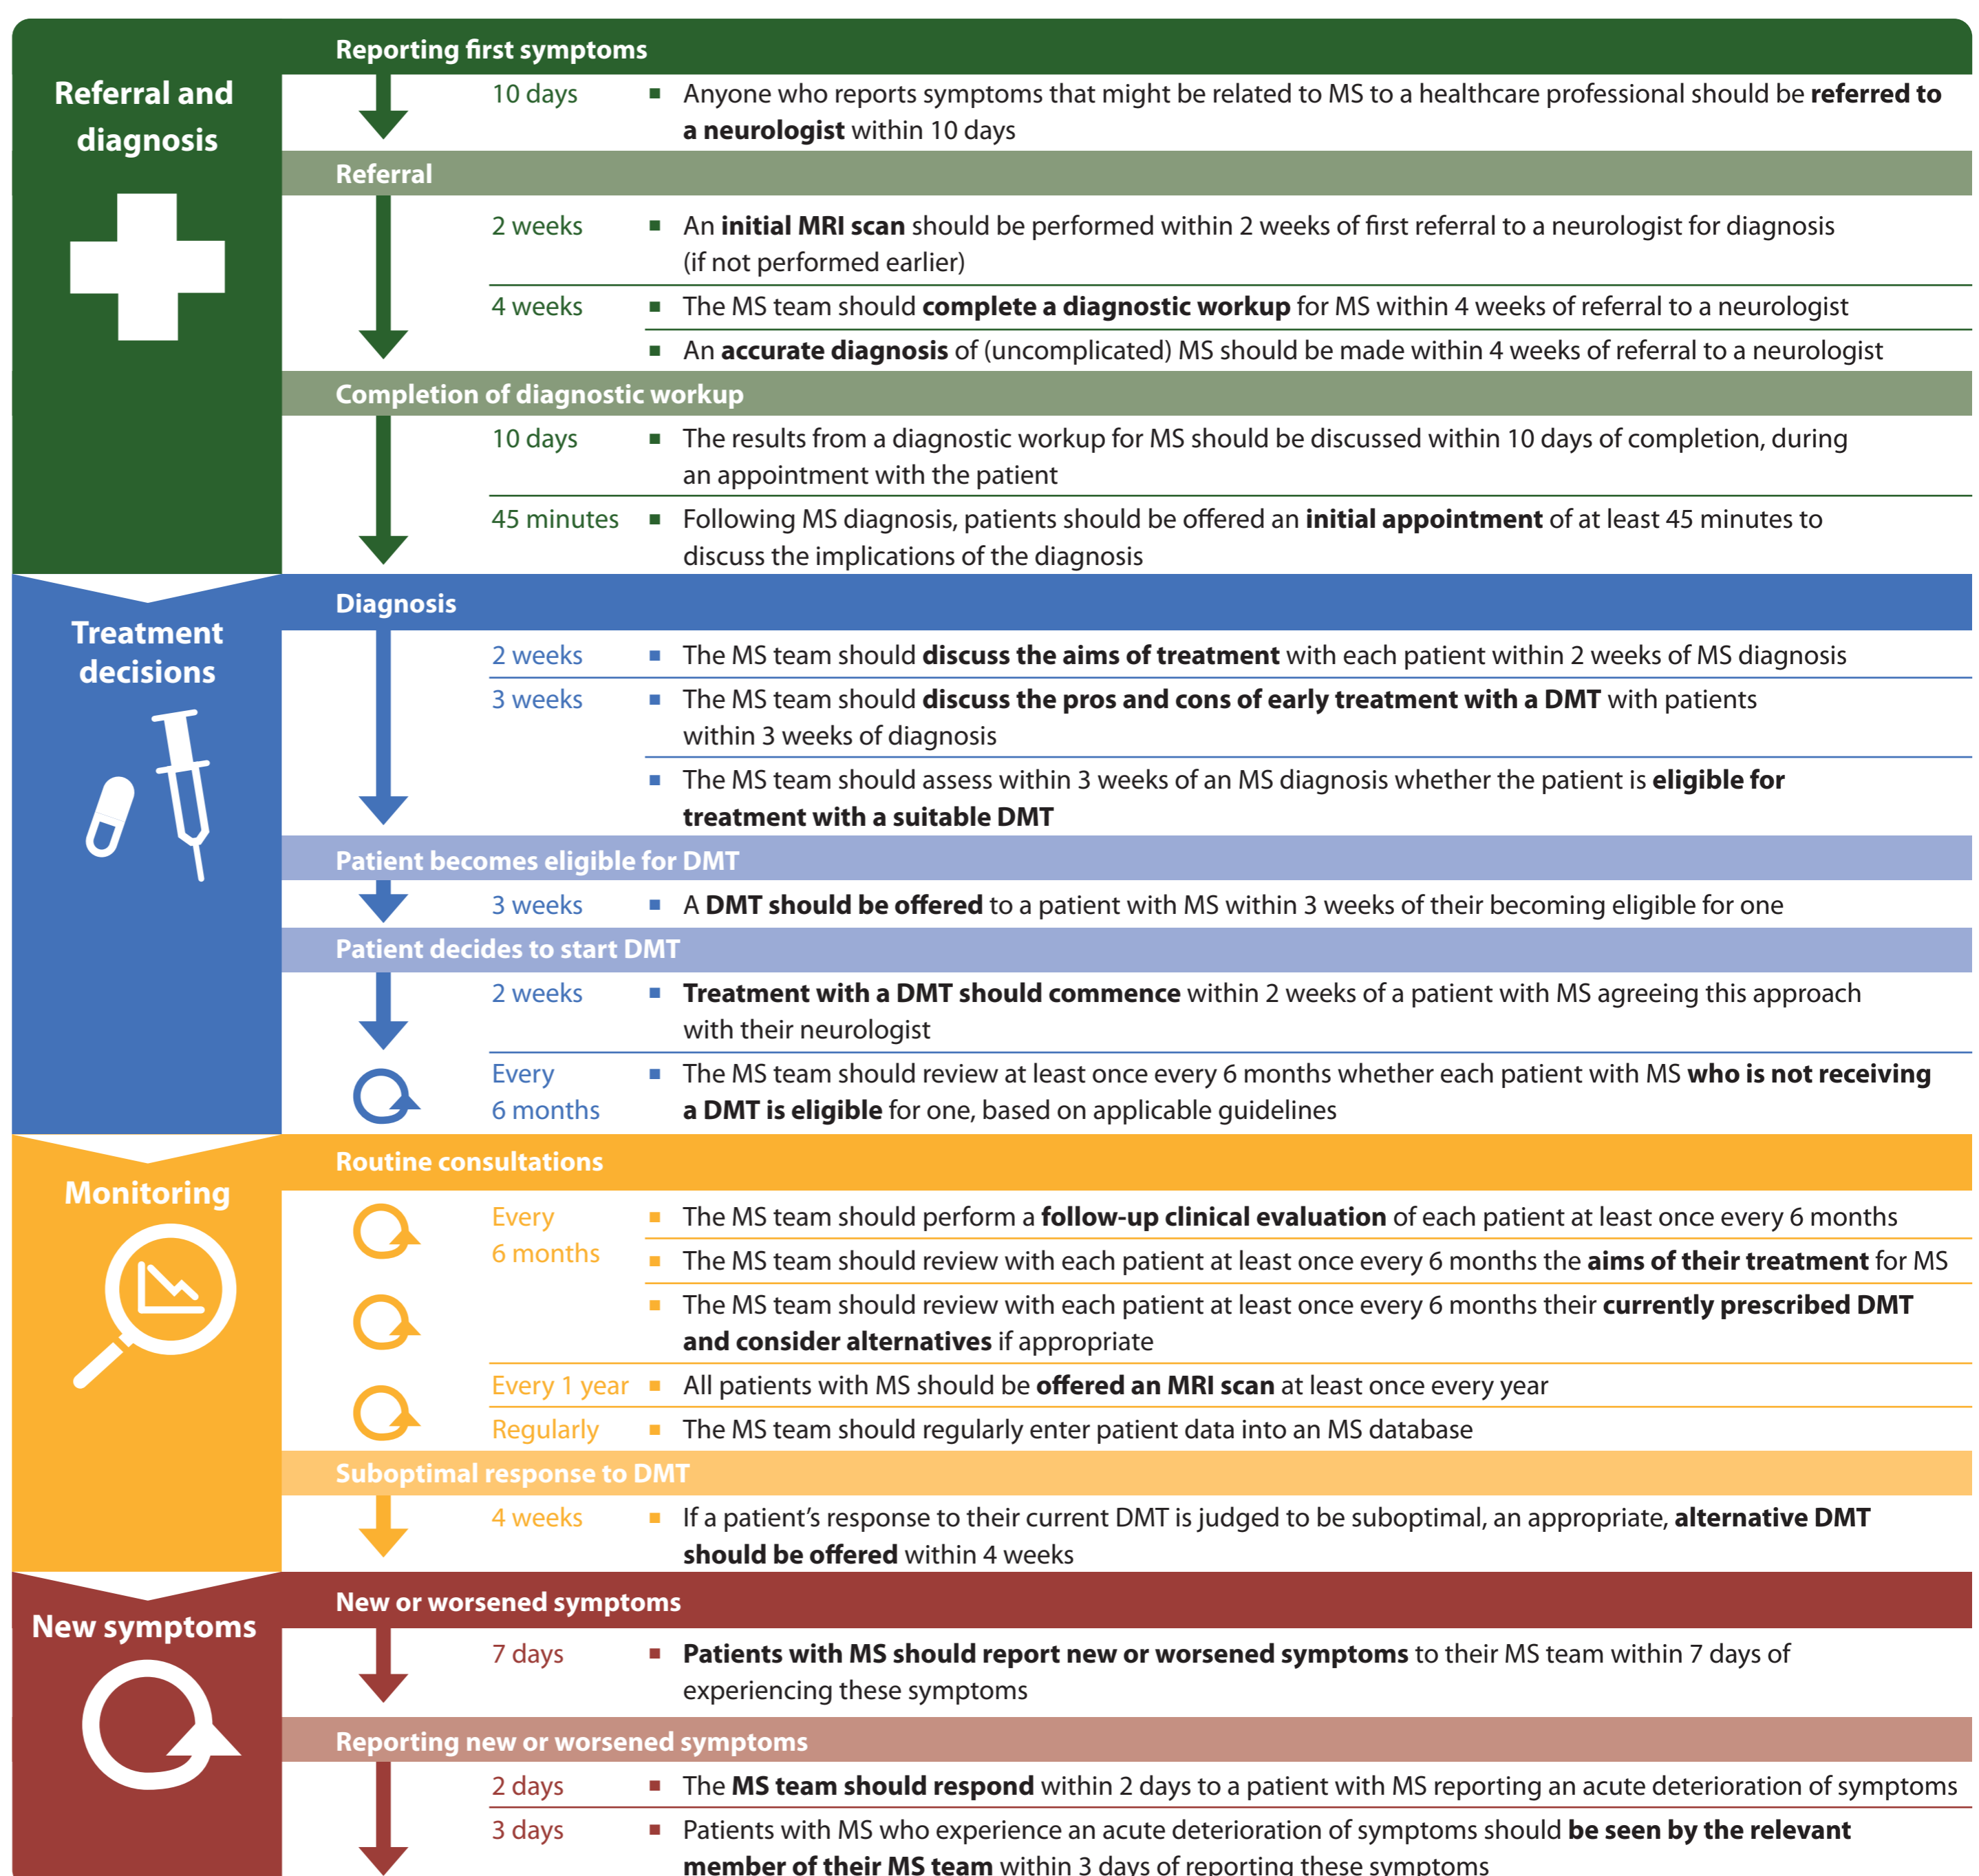 Referral and
diagnosis
Reporting first symptoms
10 days
▪ Anyone who reports symptoms that might be related to MS to a healthcare professional should be referred to
a neurologist within 10 days
Referral
2 weeks
▪ An initial MRI scan should be performed within 2 weeks of first referral to a neurologist for diagnosis
(if not performed earlier)
4 weeks
▪ The MS team should complete a diagnostic workup for MS within 4 weeks of referral to a neurologist
▪ An accurate diagnosis of (uncomplicated) MS should be made within 4 weeks of referral to a neurologist
Completion of diagnostic workup
10 days
▪ The results from a diagnostic workup for MS should be discussed within 10 days of completion, during
an appointment with the patient
45 minutes
▪ Following MS diagnosis, patients should be offered an initial appointment of at least 45 minutes to
discuss the implications of the diagnosis
Treatment
decisions
Diagnosis
2 weeks
▪ The MS team should discuss the aims of treatment with each patient within 2 weeks of MS diagnosis
3 weeks
▪ The MS team should discuss the pros and cons of early treatment with a DMT with patients
within 3 weeks of diagnosis
▪ The MS team should assess within 3 weeks of an MS diagnosis whether the patient is eligible for
treatment with a suitable DMT
Patient becomes eligible for DMT
3 weeks
▪ A DMT should be offered to a patient with MS within 3 weeks of their becoming eligible for one
Patient decides to start DMT
2 weeks
▪ Treatment with a DMT should commence within 2 weeks of a patient with MS agreeing this approach
with their neurologist
Every
6 months
▪ The MS team should review at least once every 6 months whether each patient with MS who is not receiving
a DMT is eligible for one, based on applicable guidelines
Monitoring
Routine consultations
Every
6 months
▪ The MS team should perform a follow-up clinical evaluation of each patient at least once every 6 months
▪ The MS team should review with each patient at least once every 6 months the aims of their treatment for MS
▪ The MS team should review with each patient at least once every 6 months their currently prescribed DMT
and consider alternatives if appropriate
Every 1 year
▪ All patients with MS should be offered an MRI scan at least once every year
Regularly
▪ The MS team should regularly enter patient data into an MS database
Suboptimal response to DMT
4 weeks
▪ If a patient’s response to their current DMT is judged to be suboptimal, an appropriate, alternative DMT
should be offered within 4 weeks
New symptoms
New or worsened symptoms
7 days
▪ Patients with MS should report new or worsened symptoms to their MS team within 7 days of
experiencing these symptoms
Reporting new or worsened symptoms
2 days
▪ The MS team should respond within 2 days to a patient with MS reporting an acute deterioration of symptoms
3 days
▪ Patients with MS who experience an acute deterioration of symptoms should be seen by the relevant
member of their MS team within 3 days of reporting these symptoms